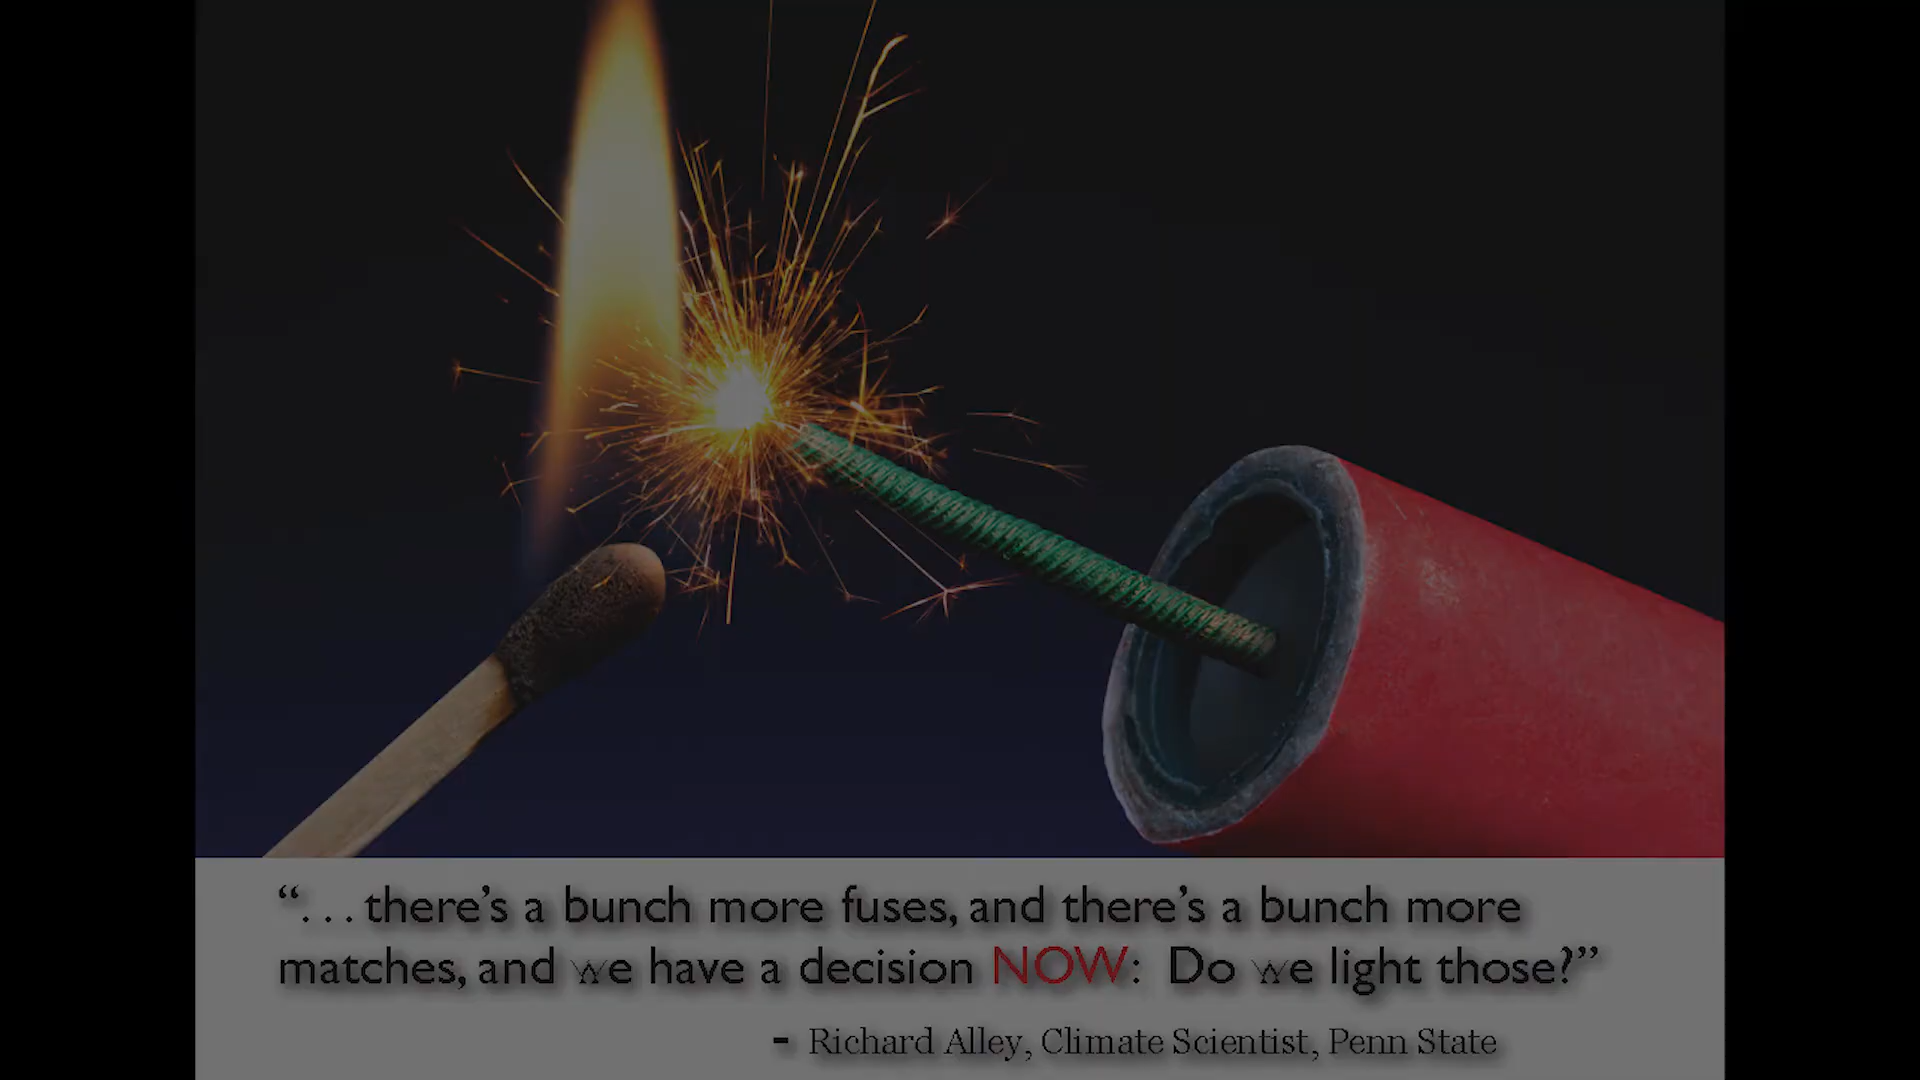 “. . . there’s a bunch more fuses, and there’s a bunch more
matches, and we have a decision NOW: Do we light those?”
- Richard Alley, Climate Scientist, Penn State